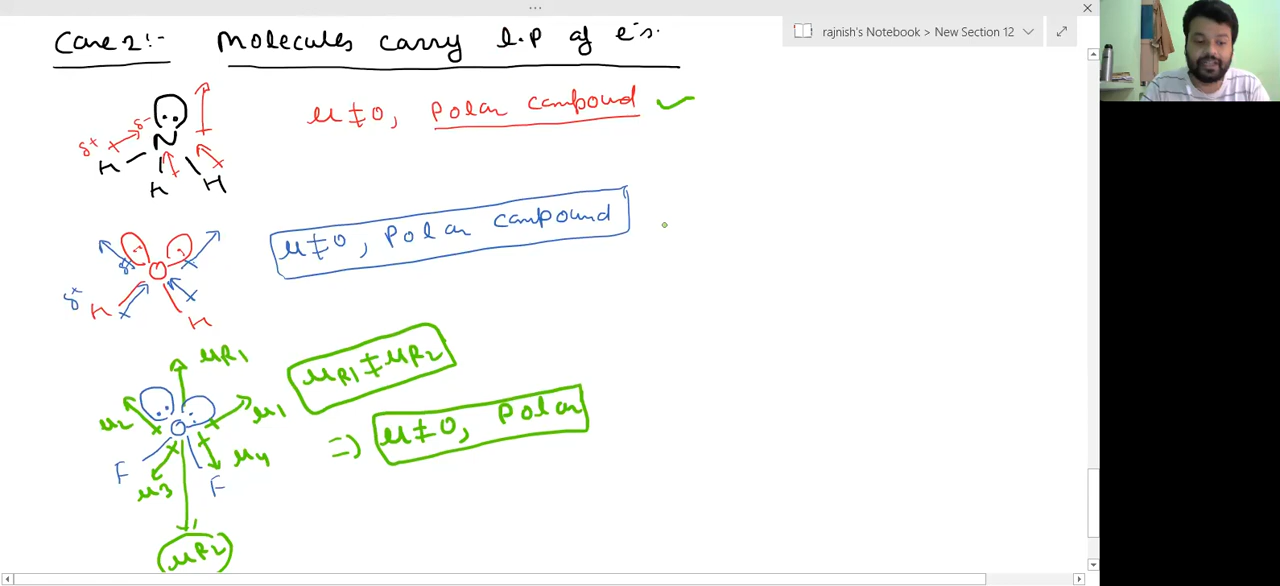 Case 2:- Molecules carry l.p of e⁻s.
rajnish's Notebook > New Section 12
δ-
δ+
N
H
H
H
μ≠0, Polar compound
O
δ+
H
H
μ≠0, Polar compound
μR1
μ2
μ1
O
F
F
μ3
μ4
μR2
μR1 ≠ μR2
=> μ≠0, Polar